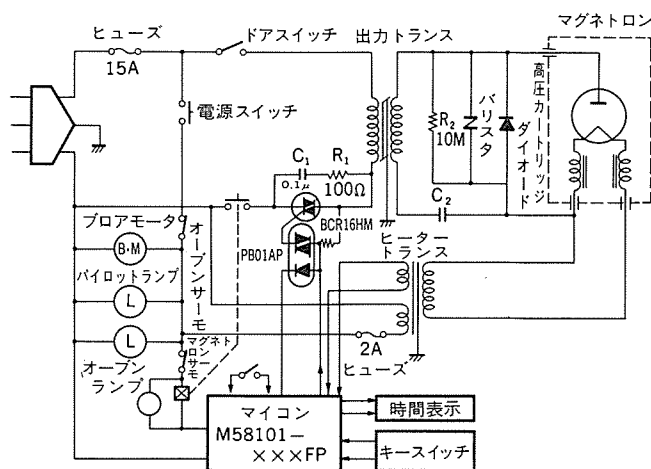 マグネトロン
ヒューズ
15A
ドアスイッチ
出力トランス
電源スイッチ
R₂
10M
バリスタ
ダイオード
高圧カートリッジ
C₁
0.1μ
R₁
100Ω
BCR16HM
C₂
ブロアモータ
B・M
オーブンサーモ
PB01AP
ヒーター
トランス
パイロットランプ
L
L
オーブン
ランプ
マグネト
ロン
サーモ
2A
ヒューズ
マイコン
M58101−
×××FP
時間表示
キースイッチ